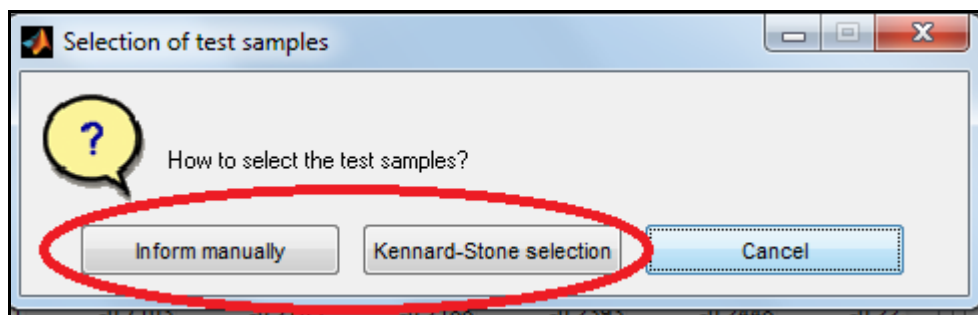 Selection of test samples
?
How to select the test samples?
Inform manually
Kennard-Stone selection
Cancel